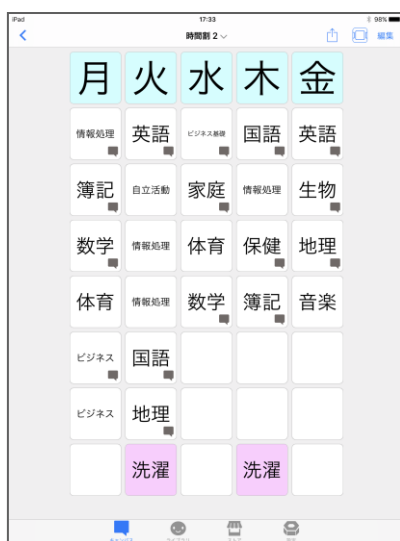 iPad 17:33 98%
時間割 2 編集
月 火 水 木 金
情報処理 英語 ビジネス基礎 国語 英語
簿記 自立活動 家庭 情報処理 生物
数学 情報処理 体育 保健 地理
体育 情報処理 数学 簿記 音楽
ビジネス 国語
ビジネス 地理
洗濯 洗濯